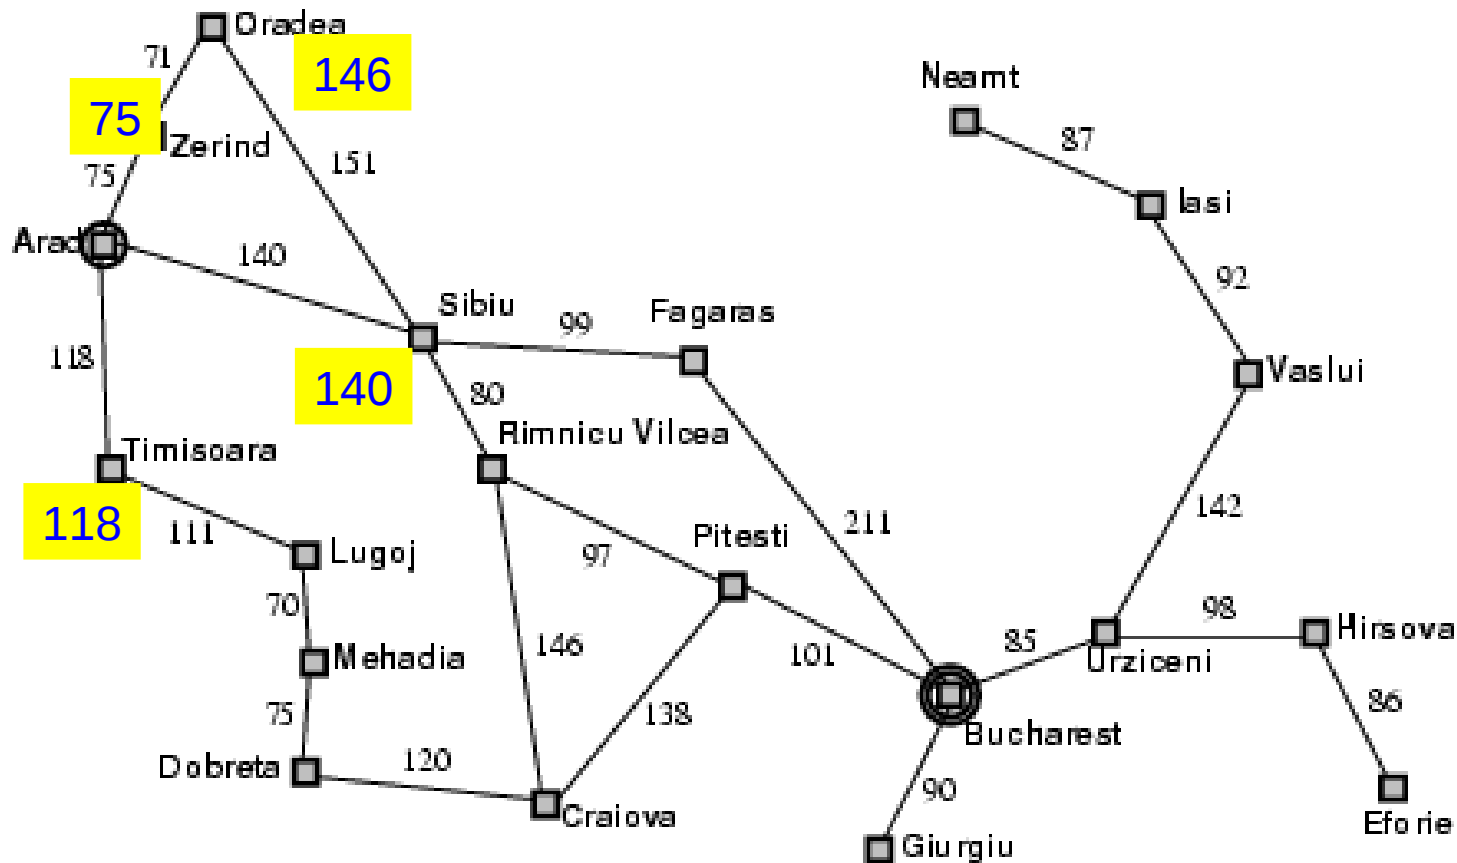 Oradea
71
146
Neamt
75
87
Zerind
151
75
Iasi
Arad
140
92
Sibiu
Fagaras
99
118
Vaslui
140
80
Rimnicu Vilcea
Timisoara
118
111
142
211
Pitesti
97
Lugoj
70
98
Hirsova
146
85
Mehadia
101
Urziceni
75
138
86
Bucharest
Dobreta
120
90
Craiova
Eforie
Giurgiu